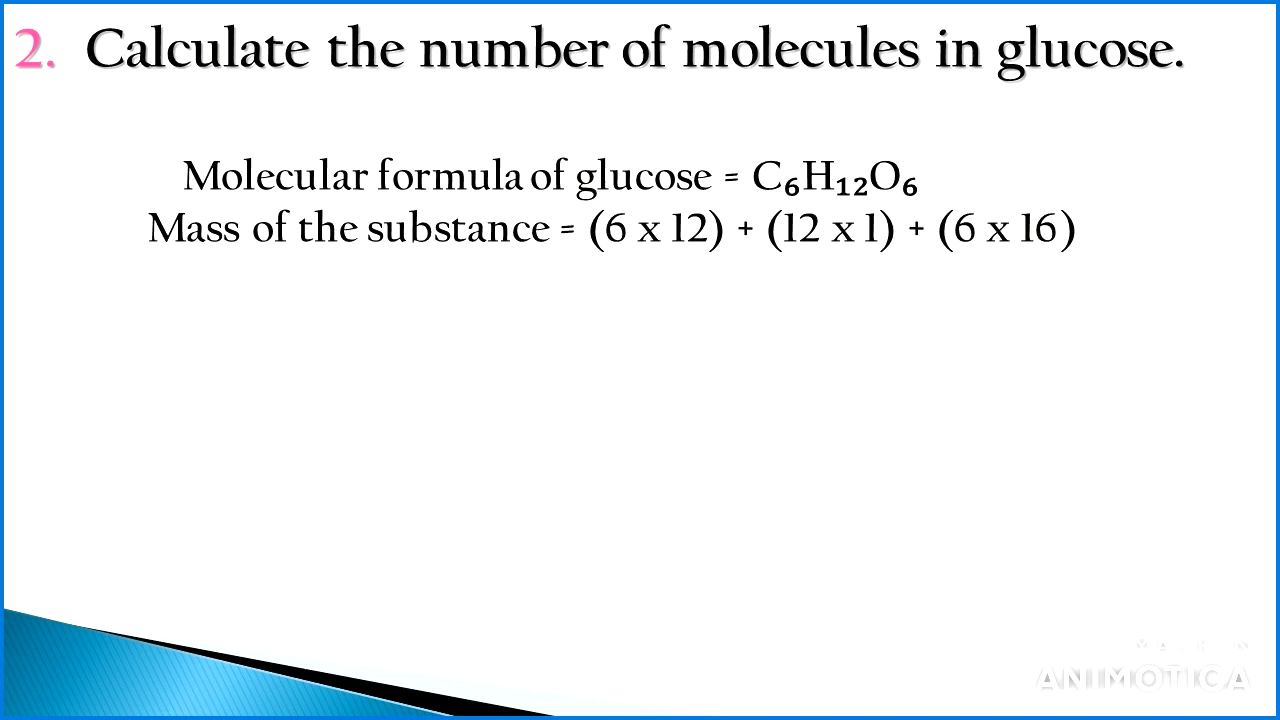 2. Calculate the number of molecules in glucose.
Molecular formula of glucose = C₆H₁₂O₆
Mass of the substance = (6 x 12) + (12 x 1) + (6 x 16)
ANIMOTICA